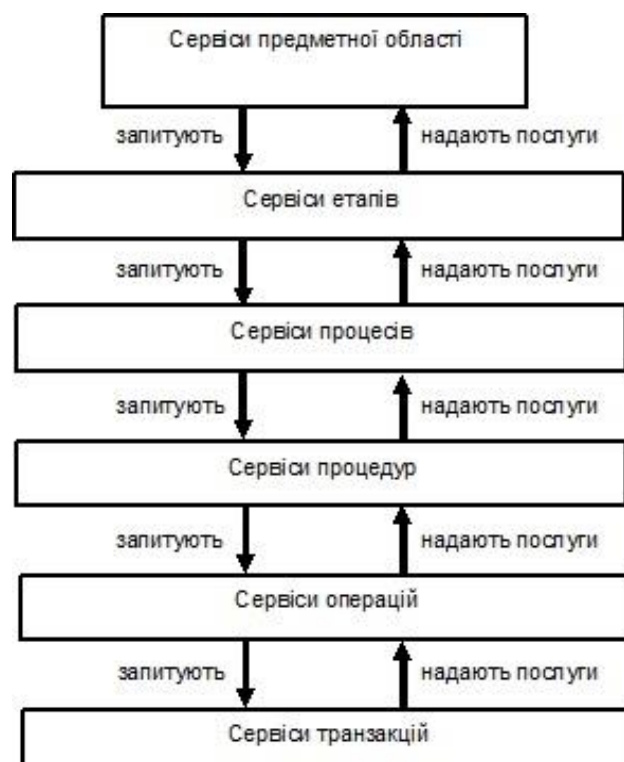 Сервіси предметної області
запитують надають послуги
Сервіси етапів
запитують надають послуги
Сервіси процесів
запитують надають послуги
Сервіси процедур
запитують надають послуги
Сервіси операцій
запитують надають послуги
Сервіси транзакцій